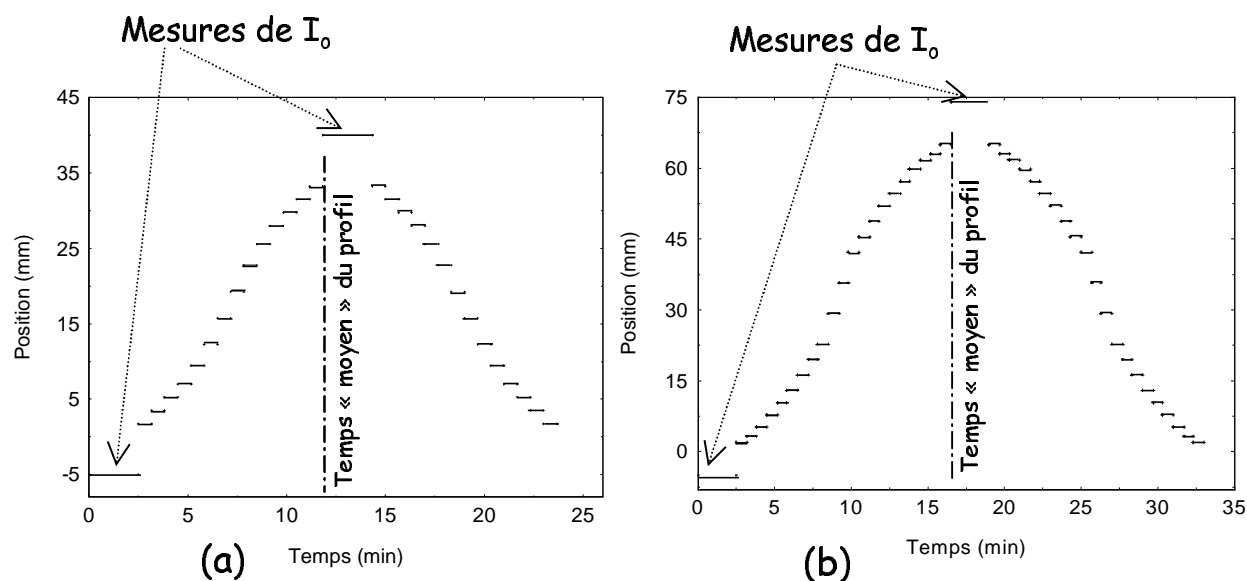 Mesures de I₀
45
35
25
15
5
-5
Position (mm)
Temps « moyen » du profil
0 5 10 15 20 25
Temps (min)
(a)
Mesures de I₀
75
60
45
30
15
0
Position (mm)
Temps « moyen » du profil
0 5 10 15 20 25 30 35
Temps (min)
(b)